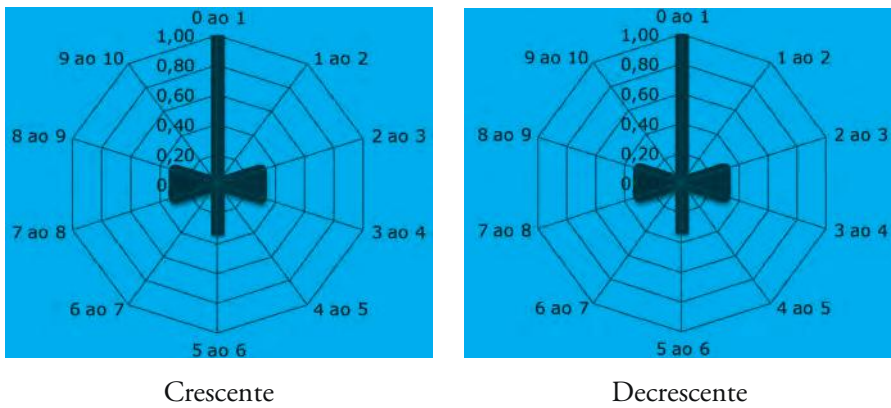 0 ao 1
1,00
9 ao 10
1 ao 2
0,80
0,60
0,40
8 ao 9
2 ao 3
0,20
0
7 ao 8
3 ao 4
6 ao 7
4 ao 5
5 ao 6
Crescente
0 ao 1
1,00
9 ao 10
1 ao 2
0,80
0,60
0,40
8 ao 9
2 ao 3
0,20
0
7 ao 8
3 ao 4
6 ao 7
4 ao 5
5 ao 6
Decrescente